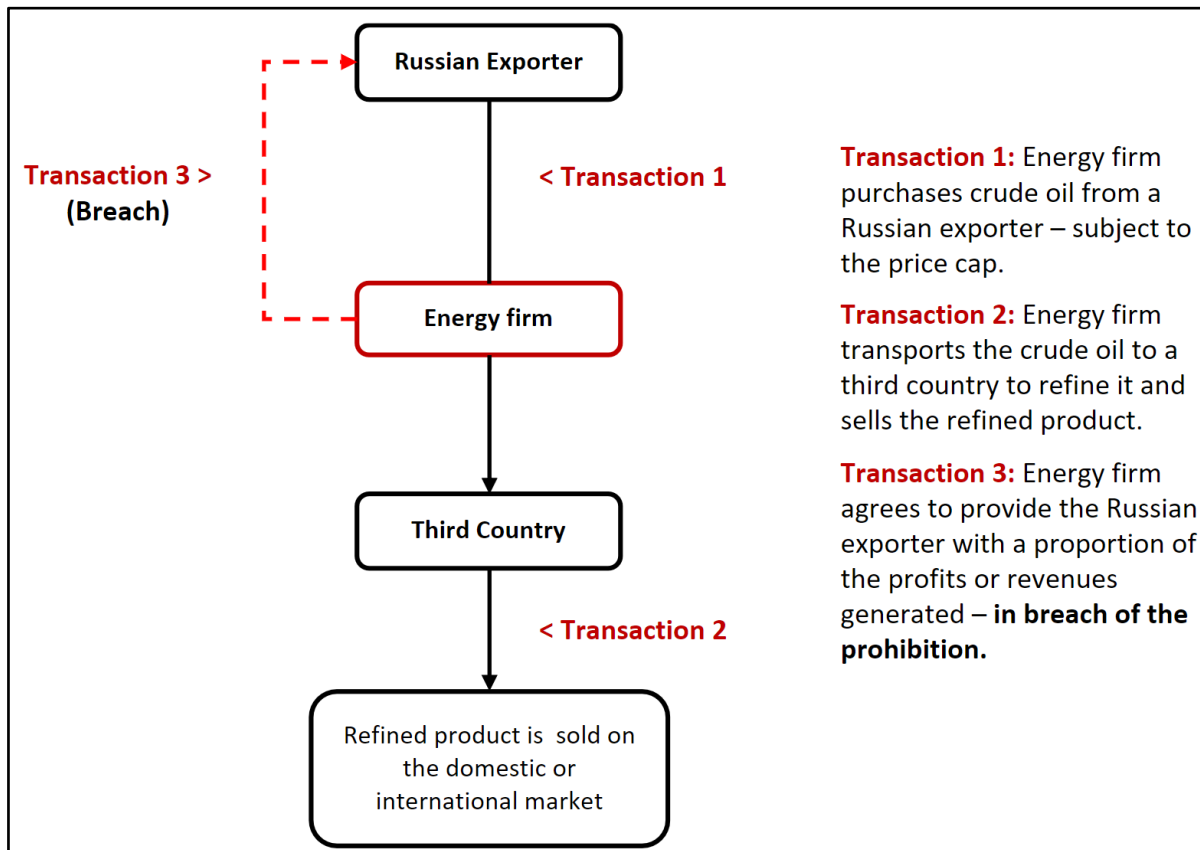 Russian Exporter
Transaction 3 >
(Breach)
< Transaction 1
Energy firm
Third Country
< Transaction 2
Refined product is sold on
the domestic or
international market
Transaction 1: Energy firm
purchases crude oil from a
Russian exporter – subject to
the price cap.
Transaction 2: Energy firm
transports the crude oil to a
third country to refine it and
sells the refined product.
Transaction 3: Energy firm
agrees to provide the Russian
exporter with a proportion of
the profits or revenues
generated – in breach of the
prohibition.